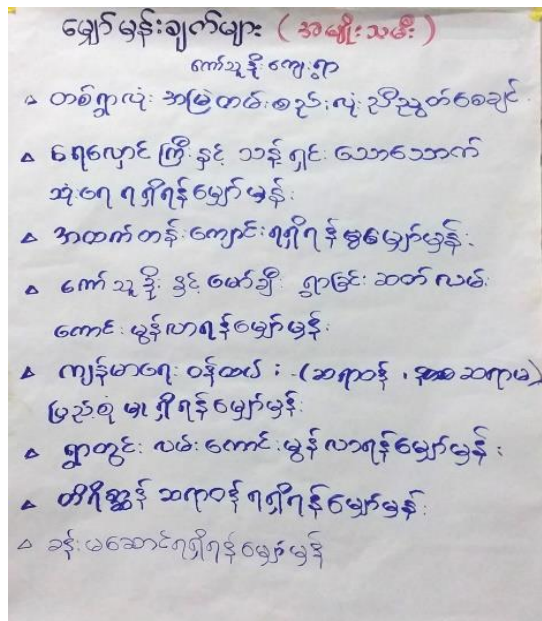 မျှော်မှန်းချက်များ (အမျိုးသမီး)
ကော်သူဒိုးကျေးရွာ
တစ်ရွာလုံး အမြဲတမ်းစည်းလုံးညီညွတ်စေချင်
ရေလှောင်ကြီးနှင့် သန့်ရှင်းသောသောက်
သုံးရေ ရရှိရန်မျှော်မှန်း
အထက်တန်းကျောင်းရရှိရန်မျှော်မှန်း
ကော်သူဒိုးနှင့် မော်ချီး ရွာခြင်းဆက်လမ်း
ကောင်းမွန်လာရန်မျှော်မှန်း
ကျန်မာရေးဝန်ထမ်း (ဆရာဝန်၊ ဆရာမ)
ပြည့်စုံမှုရှိရန်မျှော်မှန်း
ရွာတွင်းလမ်းကောင်းမွန်လာရန်မျှော်မှန်း
တိရိစ္ဆာန်ဆရာဝန်ရရှိရန်မျှော်မှန်း
ခန်းမဆောင်ရရှိရန်မျှော်မှန်း